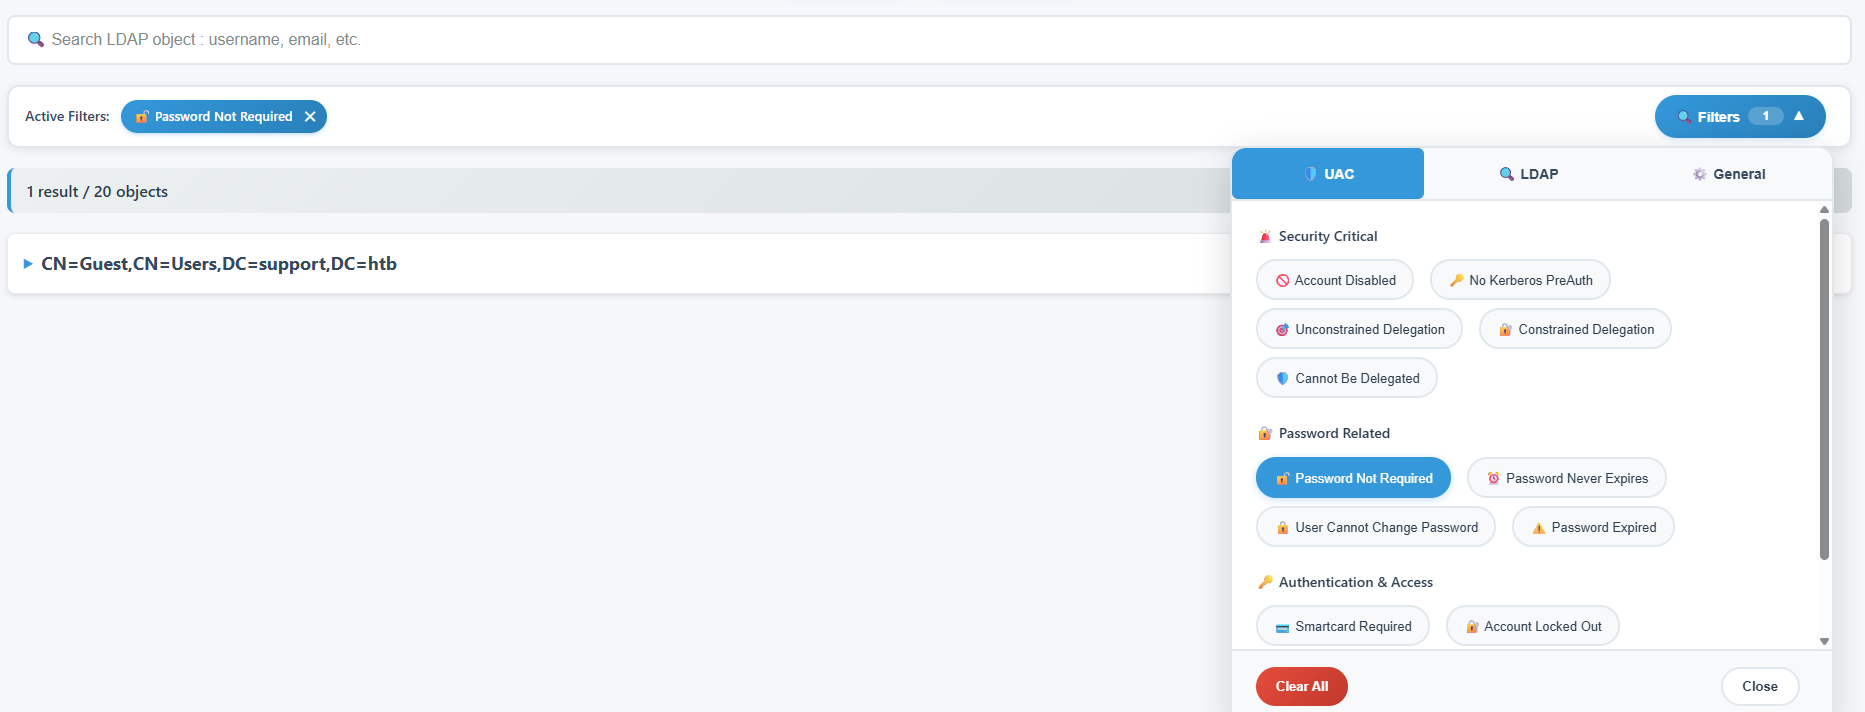 Search LDAP object : username, email, etc.
Active Filters: Password Not Required ✕
Filters 1 ▲
1 result / 20 objects
CN=Guest,CN=Users,DC=support,DC=htb
UAC LDAP General
Security Critical
Account Disabled No Kerberos PreAuth
Unconstrained Delegation Constrained Delegation
Cannot Be Delegated
Password Related
Password Not Required Password Never Expires
User Cannot Change Password Password Expired
Authentication & Access
Smartcard Required Account Locked Out
Clear All Close